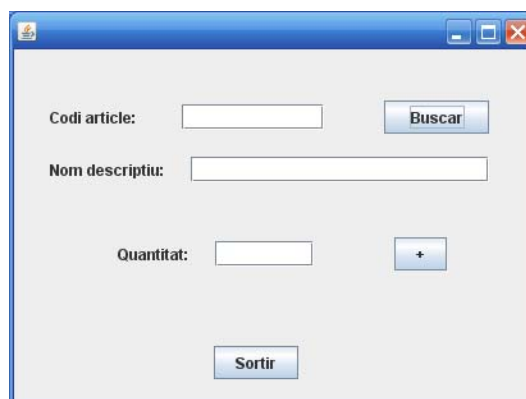 Codi article:
Buscar
Nom descriptiu:
Quantitat:
+
Sortir